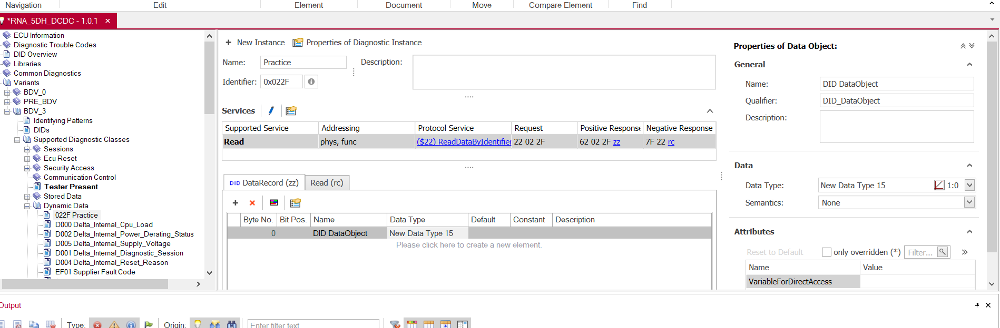 Navigation Edit Element Document Move Compare Element Find
*RNA_5DH_DCDC - 1.0.1
ECU Information
Diagnostic Trouble Codes
DID Overview
Libraries
Common Diagnostics
Variants
BDV_0
PRE_BDV
BDV_3
Identifying Patterns
DIDs
Supported Diagnostic Classes
Sessions
Ecu Reset
Security Access
Communication Control
Tester Present
Stored Data
Dynamic Data
022F Practice
D000 Delta_Internal_Cpu_Load
D002 Delta_Internal_Power_Derating_Status
D005 Delta_Internal_Supply_Voltage
D001 Delta_Internal_Diagnostic_Session
D004 Delta_Internal_Reset_Reason
EF01 Supplier Fault Code
New Instance Properties of Diagnostic Instance
Name: Practice Description:
Identifier: 0x022F
Services
Supported Service Addressing Protocol Service Request Positive Response Negative Response
Read phys, func ($22) ReadDataByIdentifier 22 02 2F 62 02 2F zz 7F 22 rc
DID DataRecord (zz) Read (rc)
Byte No. Bit Pos. Name Data Type Default Constant Description
0 DID DataObject New Data Type 15
Please click here to create a new element.
Properties of Data Object:
General
Name: DID DataObject
Qualifier: DID_DataObject
Description:
Data
Data Type: New Data Type 15 1:0
Semantics: None
Attributes
Reset to Default only overridden (*) Filter...
Name Value
VariableForDirectAccess
Output
Type: Origin: Enter filter text